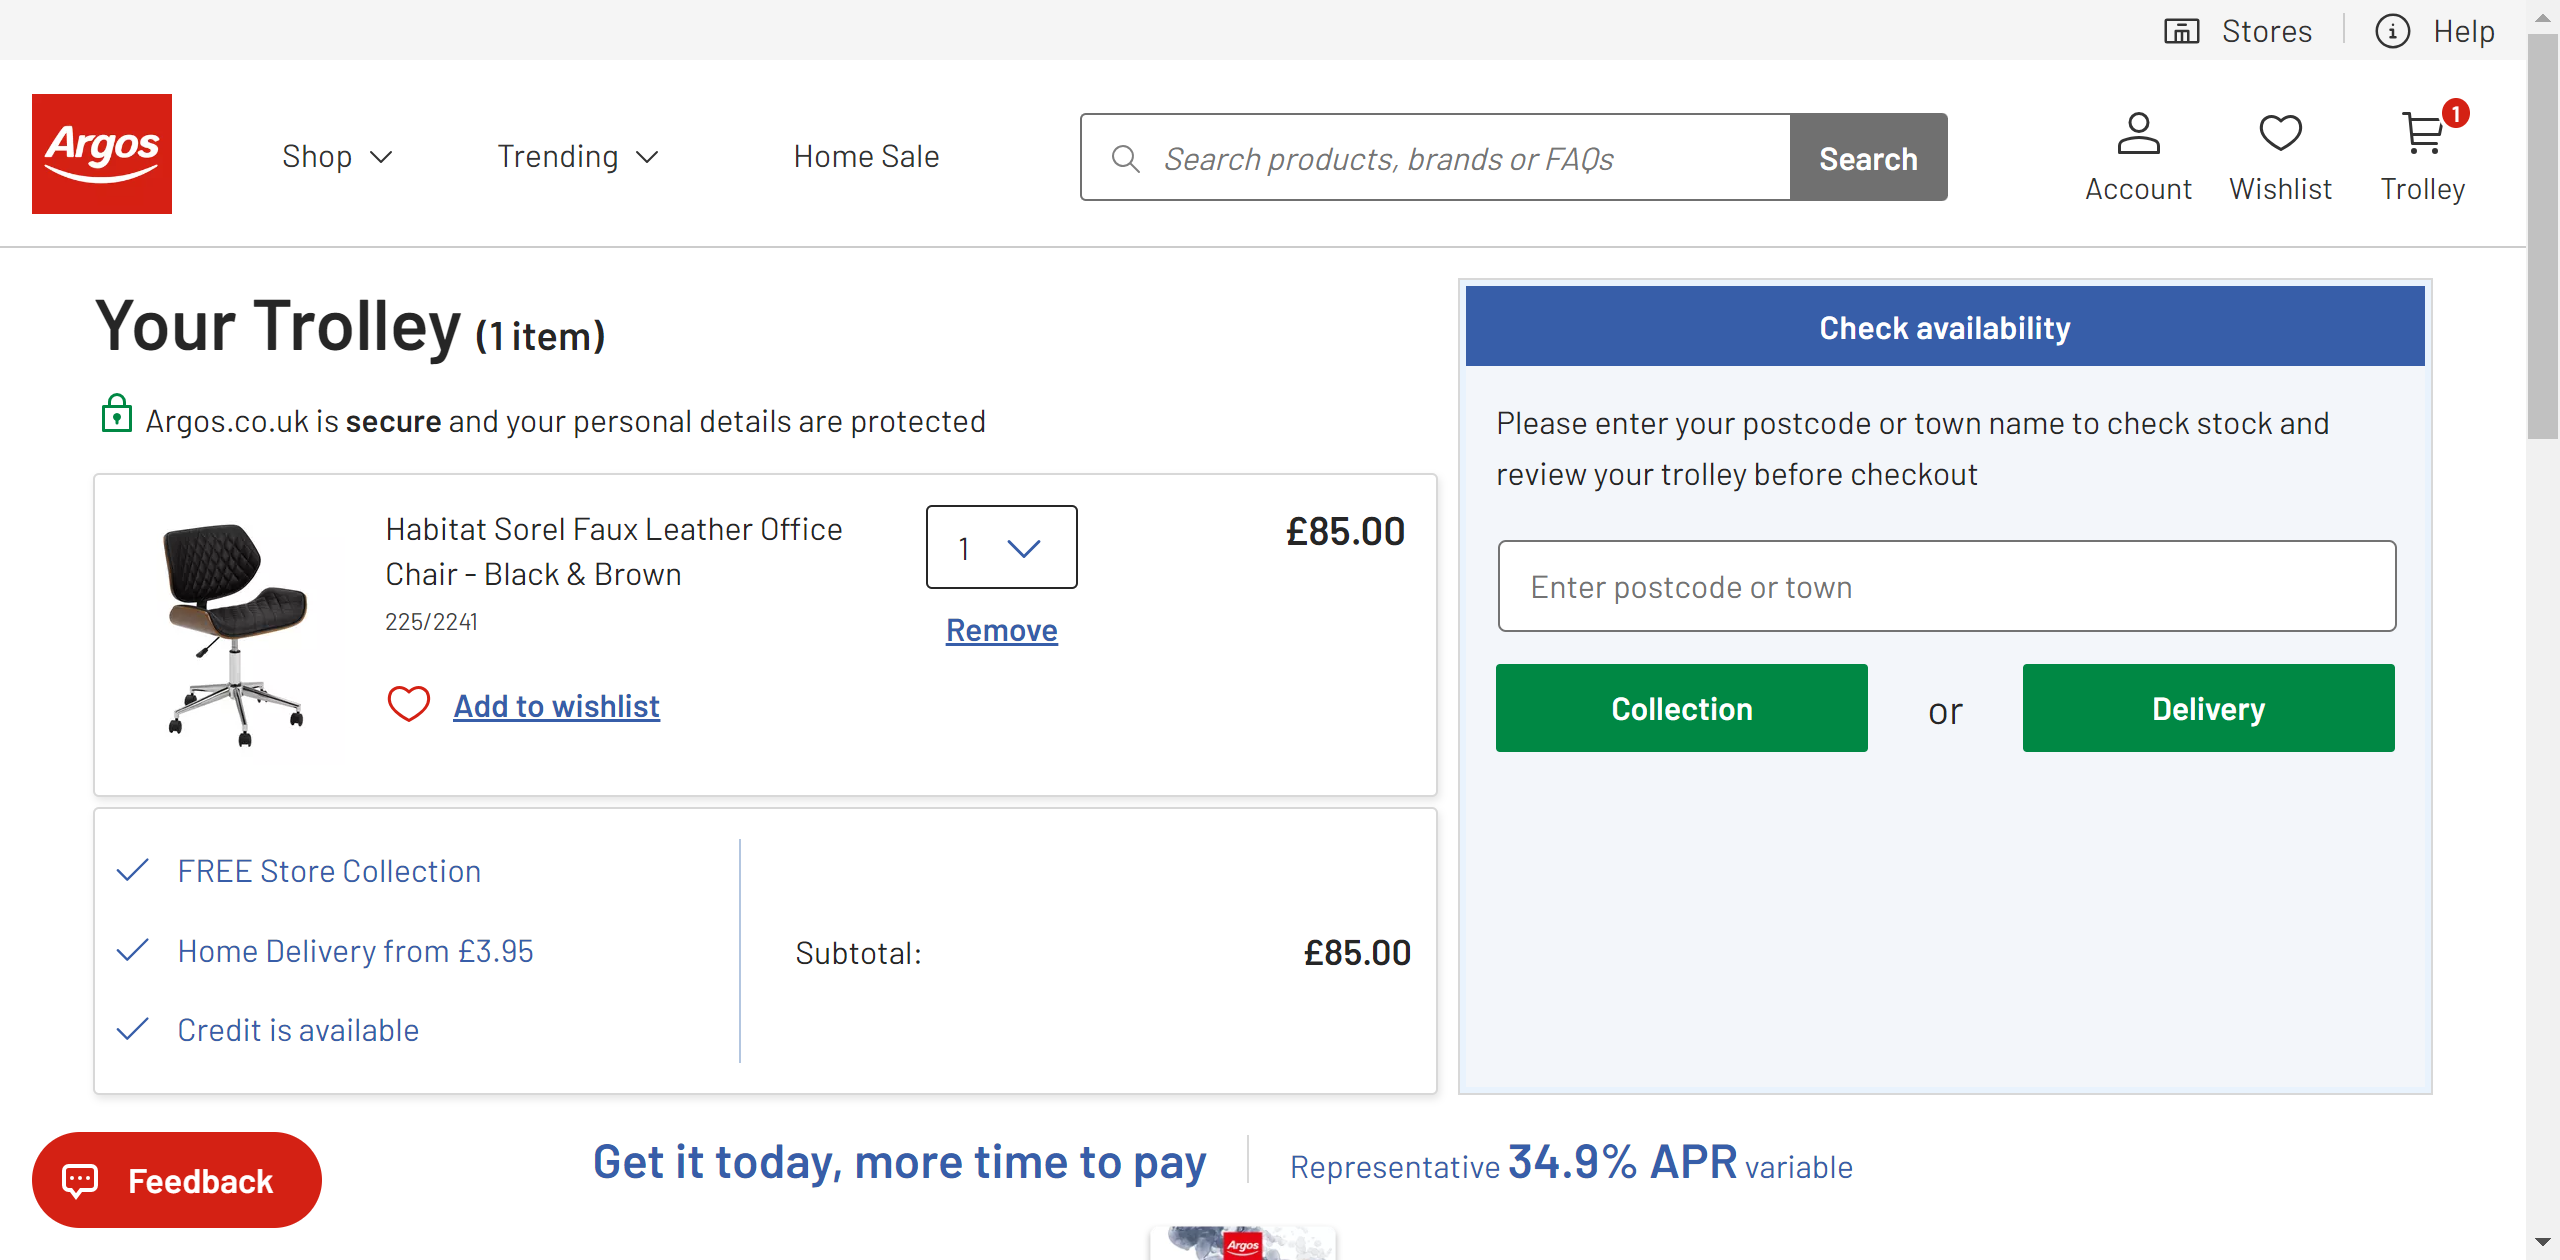 Stores
Help
Argos
Shop
Trending
Home Sale
Search products, brands or FAQs
Search
Account
Wishlist
1
Trolley
Your Trolley (1 item)
Argos.co.uk is secure and your personal details are protected
Habitat Sorel Faux Leather Office
Chair - Black & Brown
225/2241
Add to wishlist
1
Remove
£85.00
FREE Store Collection
Home Delivery from £3.95
Credit is available
Subtotal:
£85.00
Check availability
Please enter your postcode or town name to check stock and
review your trolley before checkout
Enter postcode or town
Collection
or
Delivery
Get it today, more time to pay
Representative 34.9% APR variable
Feedback
Argos